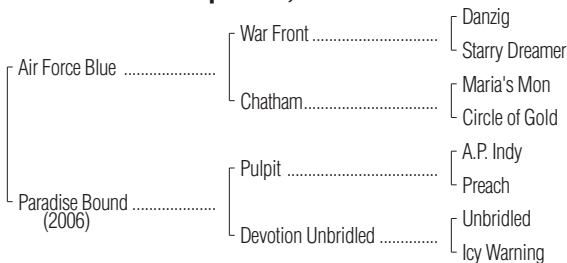 Danzig
War Front ..............................
Starry Dreamer
Air Force Blue ......................
Maria's Mon
Chatham................................
Circle of Gold
A.P. Indy
Pulpit ....................................
Preach
Paradise Bound ....................
(2006)
Unbridled
Devotion Unbridled ..............
Icy Warning